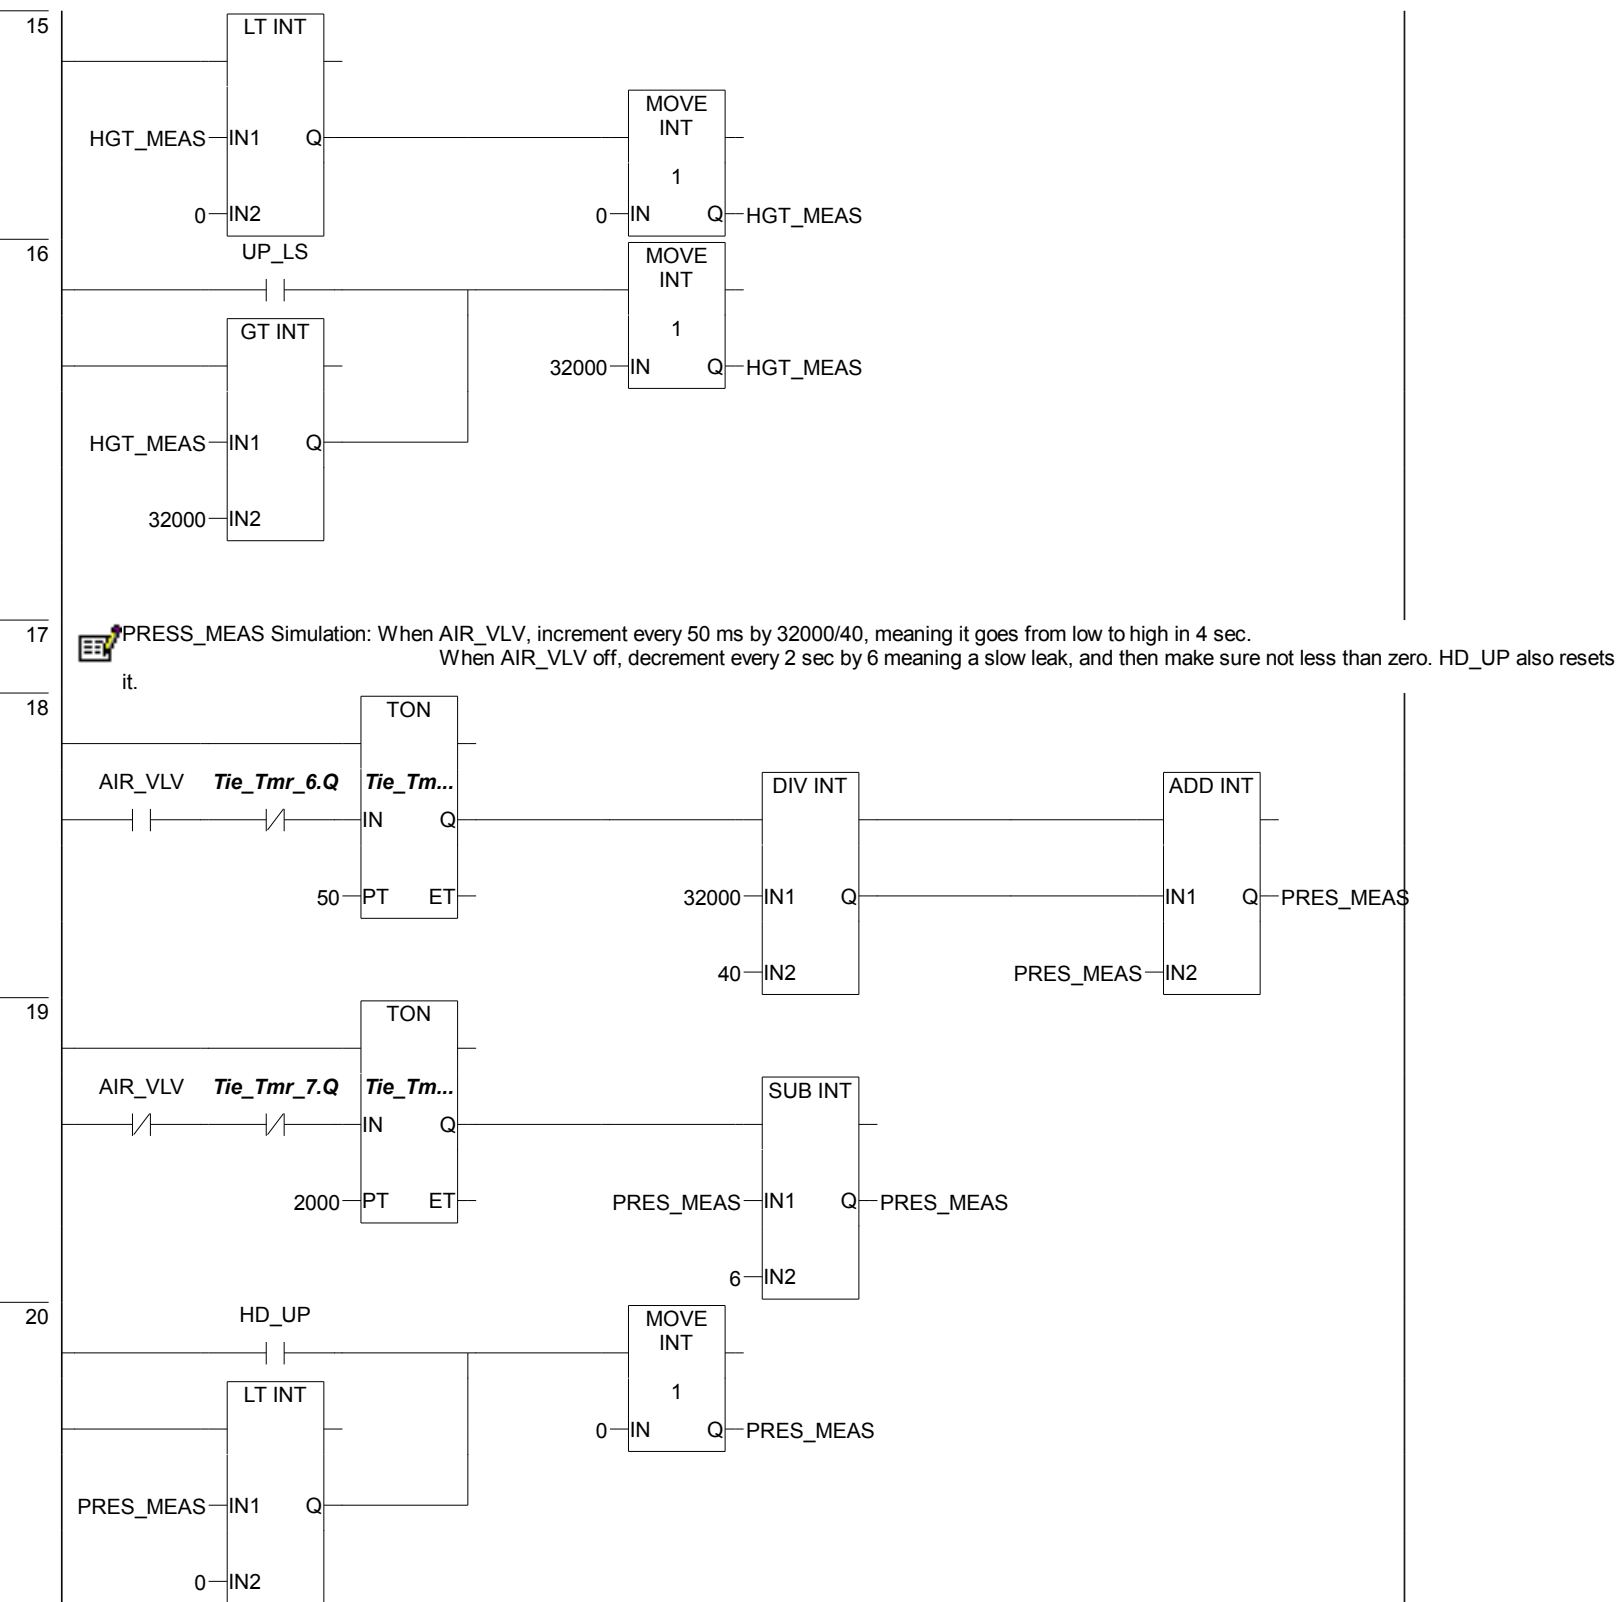 15
LT INT
HGT_MEAS IN1 Q
0 IN2
MOVE
INT
1
0 IN Q HGT_MEAS
16
UP_LS
GT INT
HGT_MEAS IN1 Q
32000 IN2
MOVE
INT
1
32000 IN Q HGT_MEAS
17
PRESS_MEAS Simulation: When AIR_VLV, increment every 50 ms by 32000/40, meaning it goes from low to high in 4 sec.
When AIR_VLV off, decrement every 2 sec by 6 meaning a slow leak, and then make sure not less than zero. HD_UP also resets
it.
18
TON
AIR_VLV Tie_Tmr_6.Q Tie_Tm...
IN Q
50 PT ET
DIV INT
32000 IN1 Q
40 IN2
ADD INT
IN1 Q PRES_MEAS
PRES_MEAS IN2
19
TON
AIR_VLV Tie_Tmr_7.Q Tie_Tm...
IN Q
2000 PT ET
SUB INT
PRES_MEAS IN1 Q PRES_MEAS
6 IN2
20
HD_UP
LT INT
PRES_MEAS IN1 Q
0 IN2
MOVE
INT
1
0 IN Q PRES_MEAS